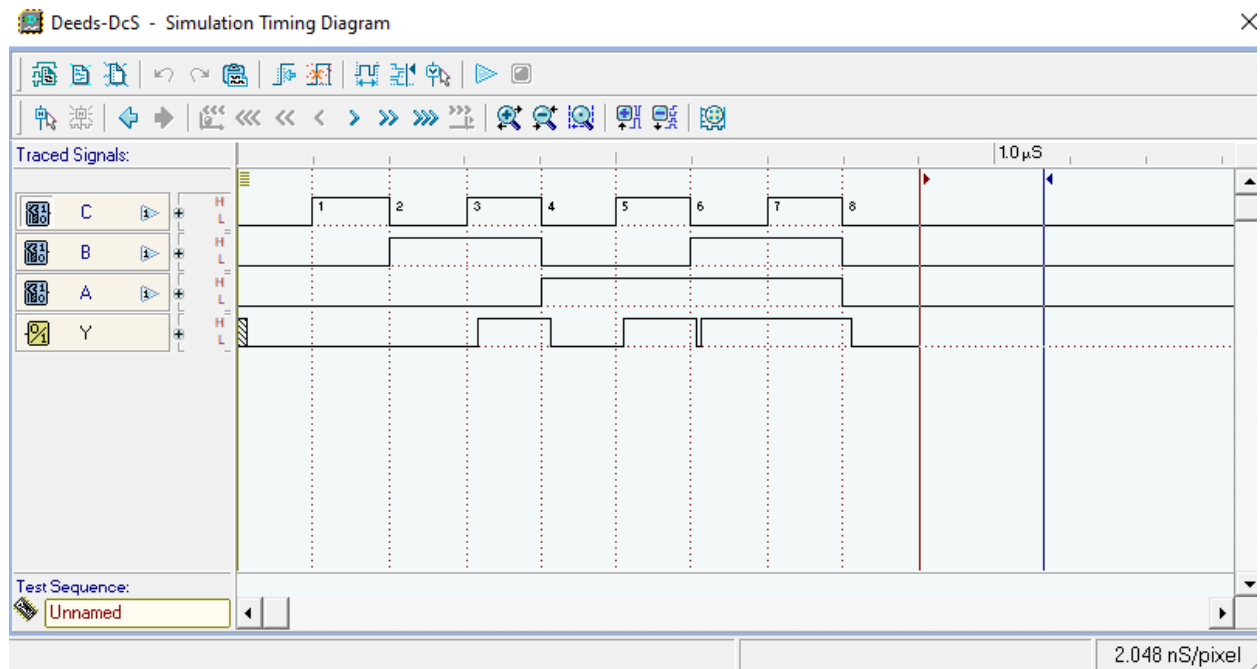 Deeds-DcS - Simulation Timing Diagram
Traced Signals:
1.0 µS
C H L 1 2 3 4 5 6 7 8
B H L
A H L
Y H L
Test Sequence:
Unnamed
2.048 nS/pixel